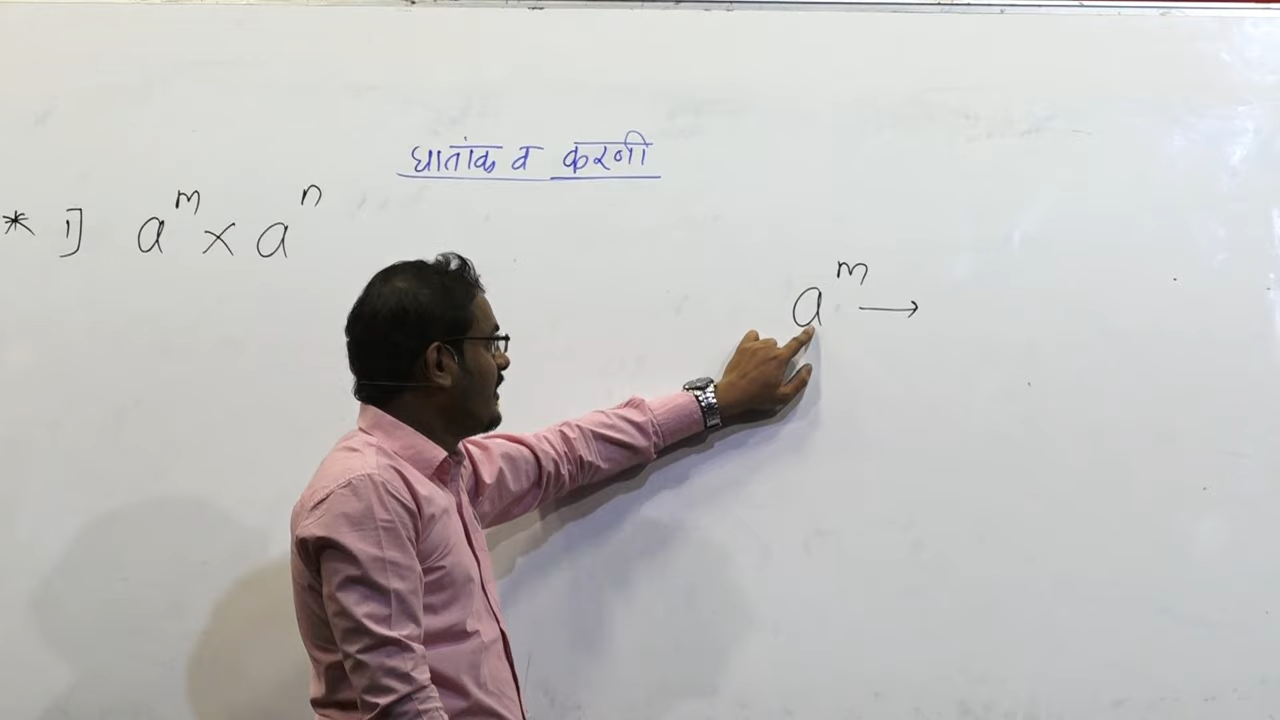 घातांक व करणी
* 1] a^m × a^n
a^m →